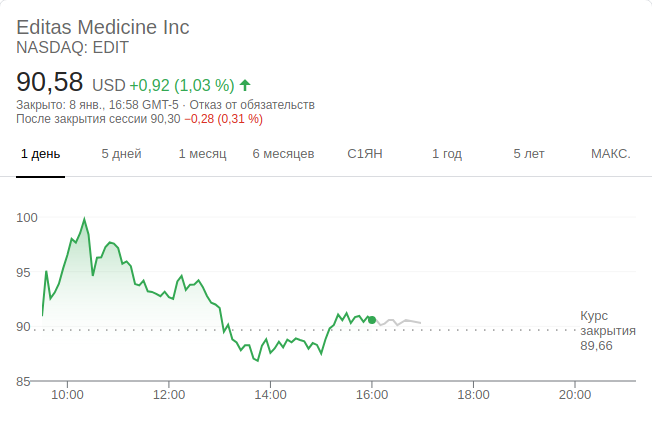 Editas Medicine Inc
NASDAQ: EDIT
90,58 USD +0,92 (1,03 %)
Закрыто: 8 янв., 16:58 GMT-5 · Отказ от обязательств
После закрытия сессии 90,30 −0,28 (0,31 %)
1 день 5 дней 1 месяц 6 месяцев С1ЯН 1 год 5 лет МАКС.
100
95
90
Курс
закрытия
89,66
85
10:00 12:00 14:00 16:00 18:00 20:00